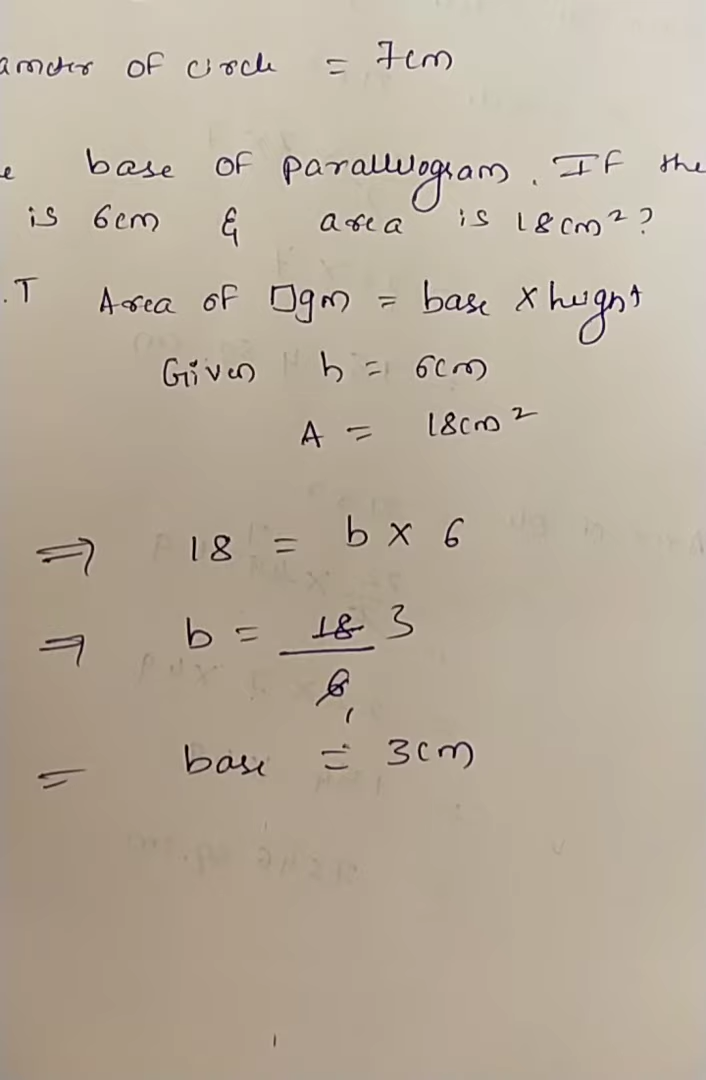 ameter of circle = 7cm
e base of parallelogram. If the
is 6cm & area is 18cm²?
.T Area of □gm = base x height
Given h = 6cm
A = 18cm²
⇒ 18 = b x 6
⇒ b = 18 3
6 1
= base = 3cm